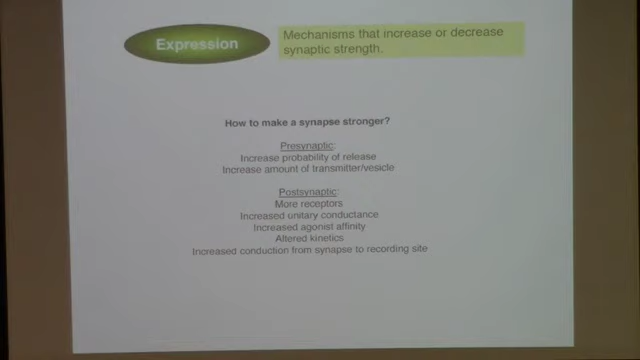 Expression
Mechanisms that increase or decrease
synaptic strength.
How to make a synapse stronger?
Presynaptic:
Increase probability of release
Increase amount of transmitter/vesicle
Postsynaptic:
More receptors
Increased unitary conductance
Increased agonist affinity
Altered kinetics
Increased conduction from synapse to recording site